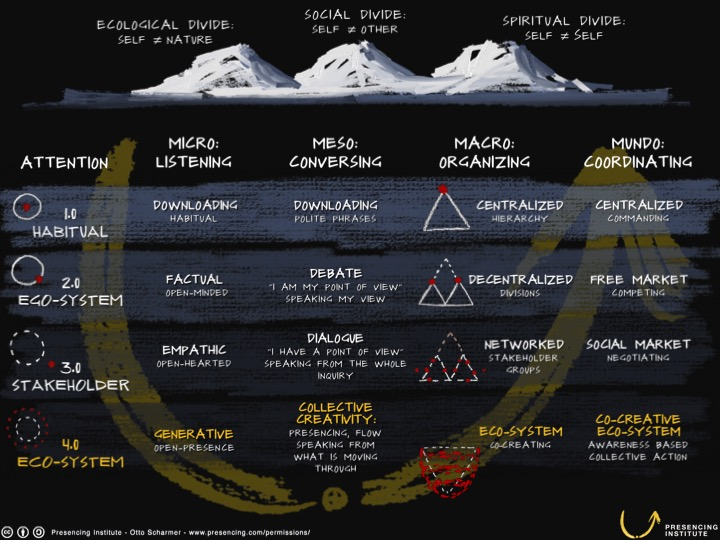 ECOLOGICAL DIVIDE:
SELF ≠ NATURE
SOCIAL DIVIDE:
SELF ≠ OTHER
SPIRITUAL DIVIDE:
SELF ≠ SELF
ATTENTION
MICRO:
LISTENING
MESO:
CONVERSING
MACRO:
ORGANIZING
MUNDO:
COORDINATING
1.0
HABITUAL
DOWNLOADING
HABITUAL
DOWNLOADING
POLITE PHRASES
CENTRALIZED
HIERARCHY
CENTRALIZED
COMMANDING
2.0
EGO-SYSTEM
FACTUAL
OPEN-MINDED
DEBATE
"I AM MY POINT OF VIEW"
SPEAKING MY VIEW
DECENTRALIZED
DIVISIONS
FREE MARKET
COMPETING
3.0
STAKEHOLDER
EMPATHIC
OPEN-HEARTED
DIALOGUE
"I HAVE A POINT OF VIEW"
SPEAKING FROM THE WHOLE
INQUIRY
NETWORKED
STAKEHOLDER
GROUPS
SOCIAL MARKET
NEGOTIATING
4.0
ECO-SYSTEM
GENERATIVE
OPEN-PRESENCE
COLLECTIVE
CREATIVITY:
PRESENCING, FLOW
SPEAKING FROM
WHAT IS MOVING
THROUGH
ECO-SYSTEM
CO-CREATING
CO-CREATIVE
ECO-SYSTEM
AWARENESS BASED
COLLECTIVE ACTION
cc Presencing Institute - Otto Scharmer - www.presencing.com/permissions/
PRESENCING
INSTITUTE